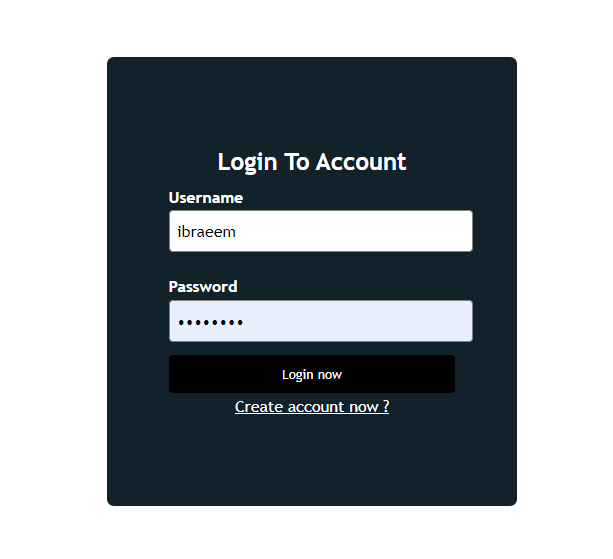 Login To Account
Username
ibraeem
Password
••••••••
Login now
Create account now ?